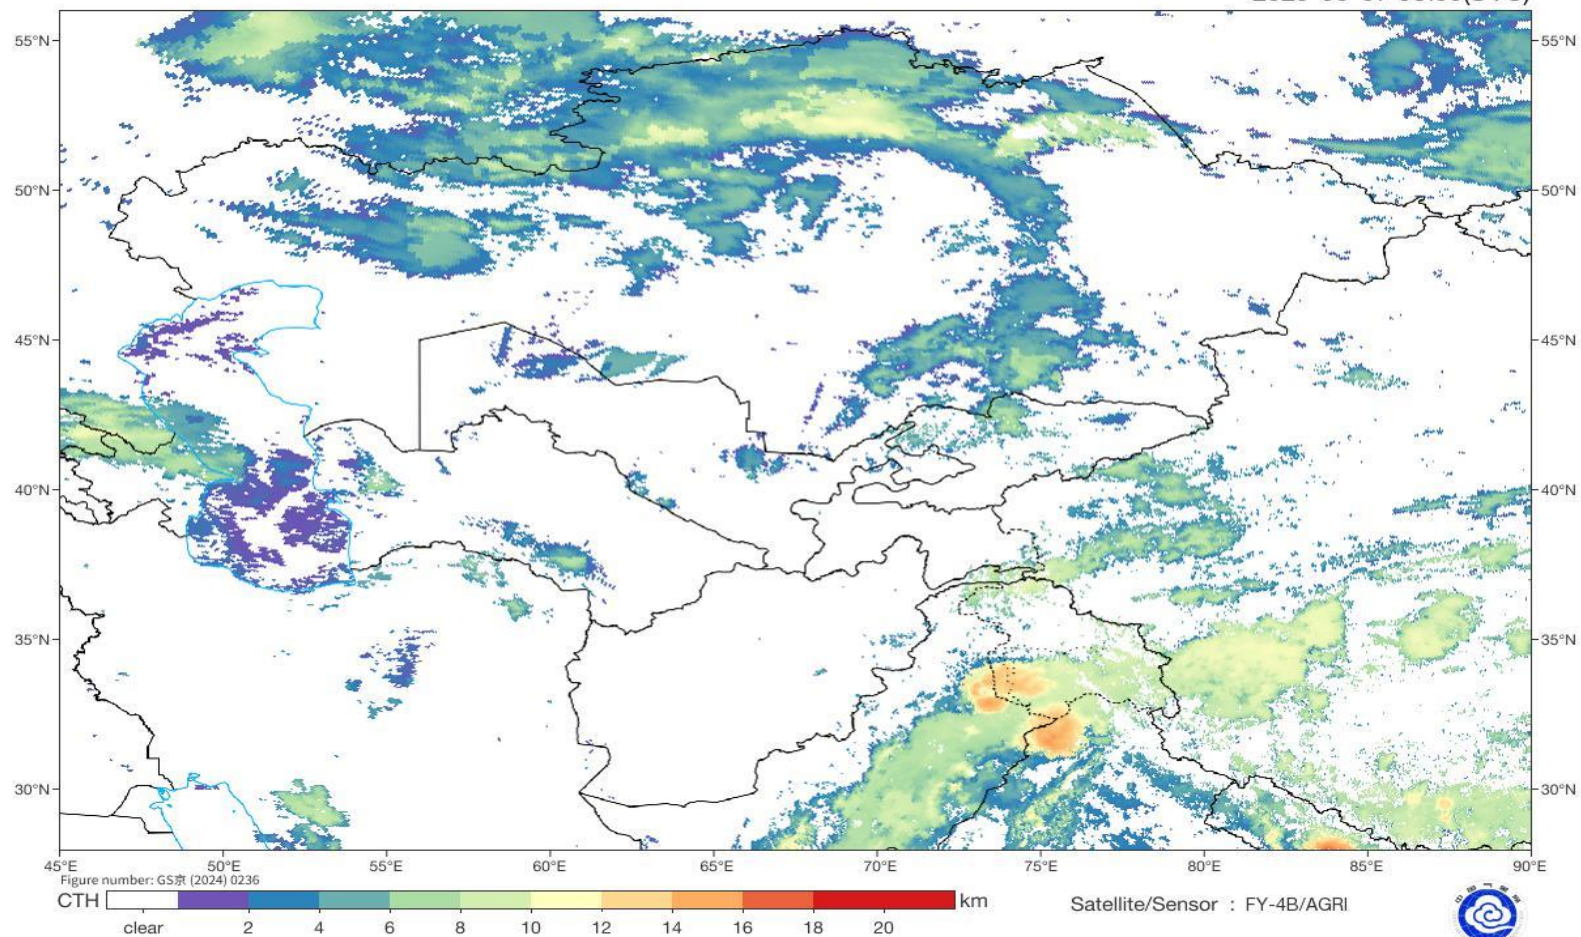 55°N 55°N
50°N 50°N
45°N 45°N
40°N 40°N
35°N 35°N
30°N 30°N
45°E 50°E 55°E 60°E 65°E 70°E 75°E 80°E 85°E 90°E
Figure number: GS京 (2024) 0236
CTH km
clear 2 4 6 8 10 12 14 16 18 20
Satellite/Sensor : FY-4B/AGRI